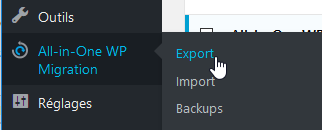 Outils
All-in-One WP
Migration
Réglages
Export
Import
Backups